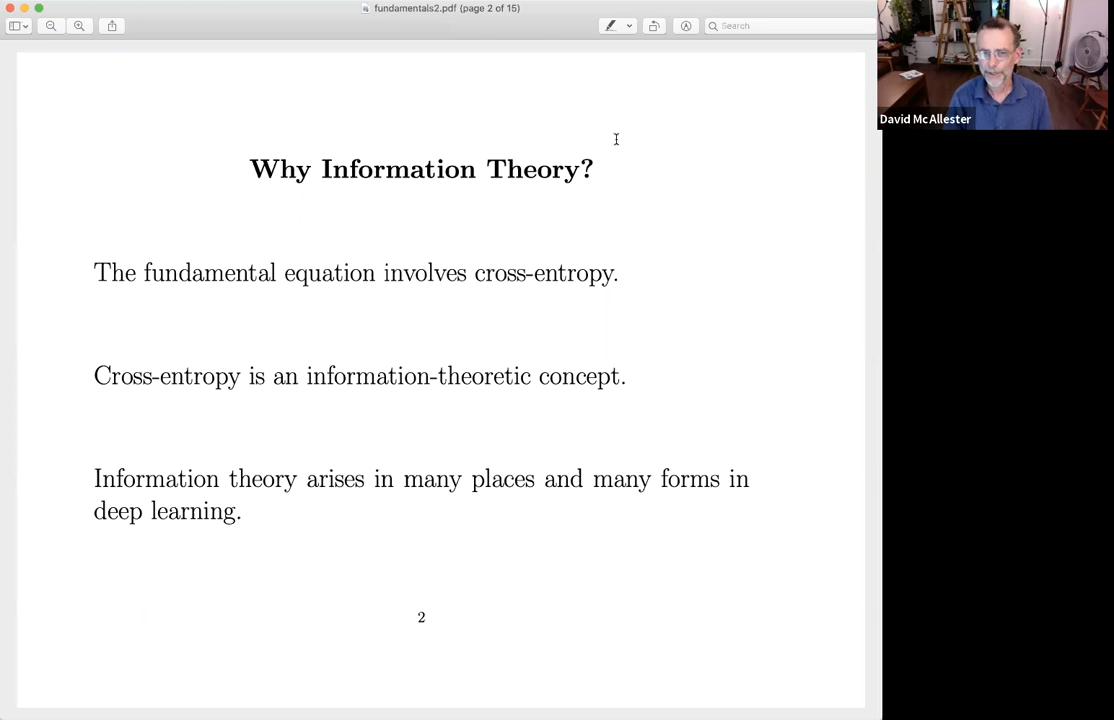 fundamentals2.pdf (page 2 of 15)
Search
David McAllester
Why Information Theory?
The fundamental equation involves cross-entropy.
Cross-entropy is an information-theoretic concept.
Information theory arises in many places and many forms in
deep learning.
2